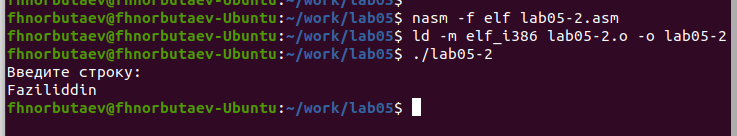 fhnorbutaev@fhnorbutaev-Ubuntu:~/work/lab05$ nasm -f elf lab05-2.asm
fhnorbutaev@fhnorbutaev-Ubuntu:~/work/lab05$ ld -m elf_i386 lab05-2.o -o lab05-2
fhnorbutaev@fhnorbutaev-Ubuntu:~/work/lab05$ ./lab05-2
Введите строку:
Faziliddin
fhnorbutaev@fhnorbutaev-Ubuntu:~/work/lab05$